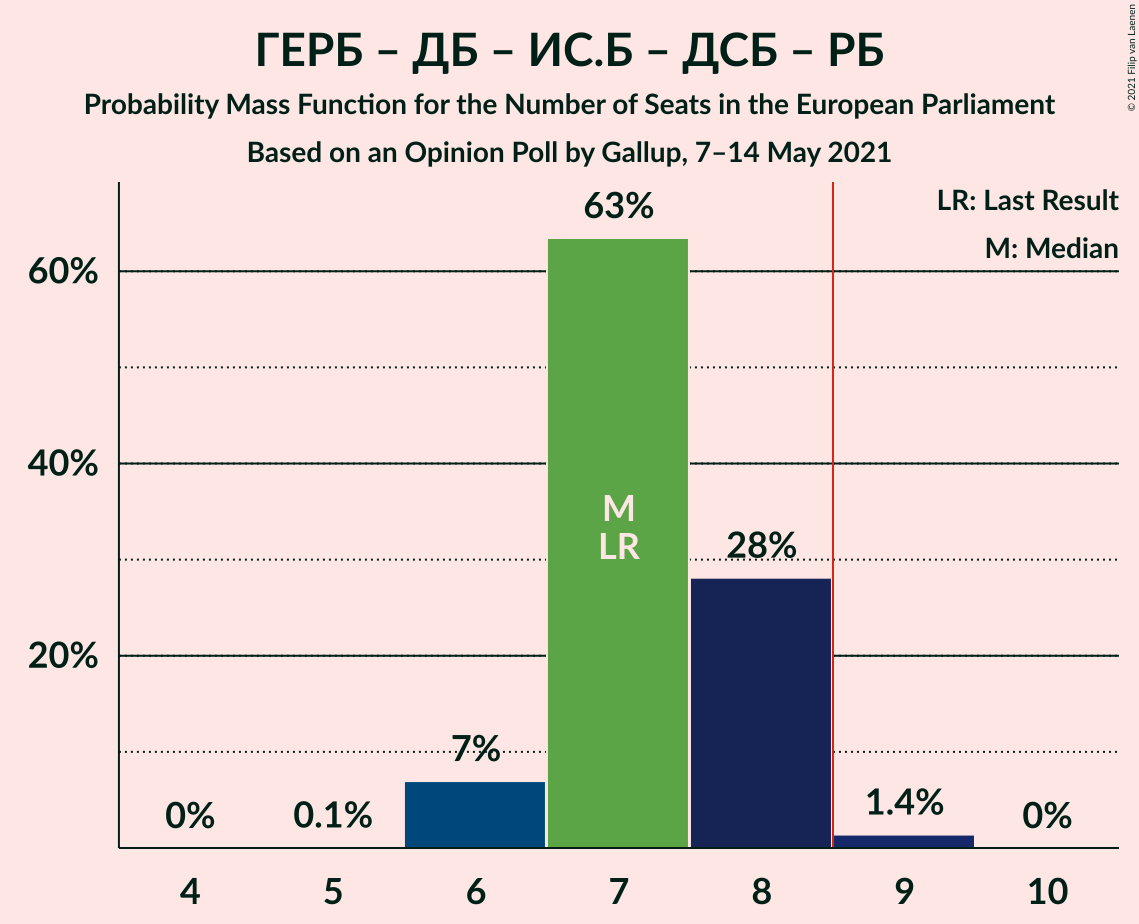 ГЕРБ – ДБ – ИС.Б – ДСБ – РБ
Probability Mass Function for the Number of Seats in the European Parliament
Based on an Opinion Poll by Gallup, 7–14 May 2021
© 2021 Filip van Laenen
LR: Last Result
M: Median
60%
40%
20%
0%
0.1%
7%
63%
M
LR
28%
1.4%
0%
4
5
6
7
8
9
10